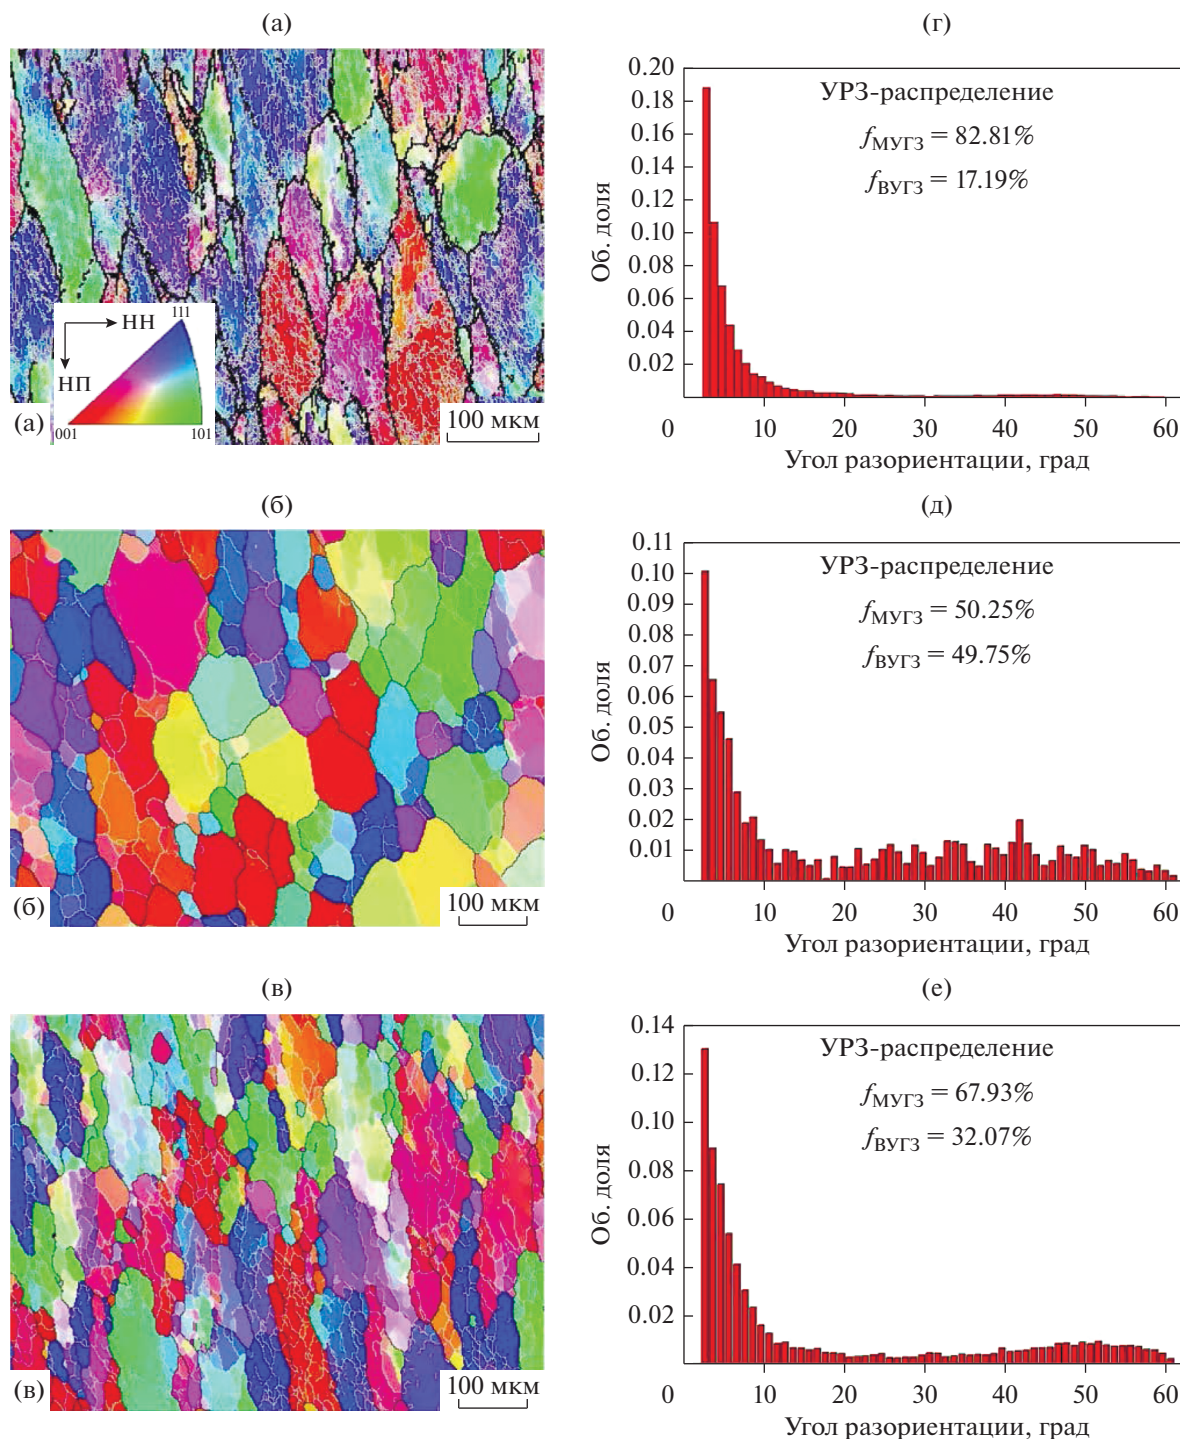 (а)
НН
111
НП
001
101
(а)
100 мкм
(г)
0.20
0.18
0.16
0.14
0.12
0.10
0.08
0.06
0.04
0.02
Об. доля
УРЗ-распределение
fМУГЗ = 82.81%
fВУГЗ = 17.19%
0 10 20 30 40 50 60
Угол разориентации, град
(б)
(б)
100 мкм
(д)
0.11
0.10
0.09
0.08
0.07
0.06
0.05
0.04
0.03
0.02
0.01
Об. доля
УРЗ-распределение
fМУГЗ = 50.25%
fВУГЗ = 49.75%
0 10 20 30 40 50 60
Угол разориентации, град
(в)
(в)
100 мкм
(е)
0.14
0.12
0.10
0.08
0.06
0.04
0.02
Об. доля
УРЗ-распределение
fМУГЗ = 67.93%
fВУГЗ = 32.07%
0 10 20 30 40 50 60
Угол разориентации, град